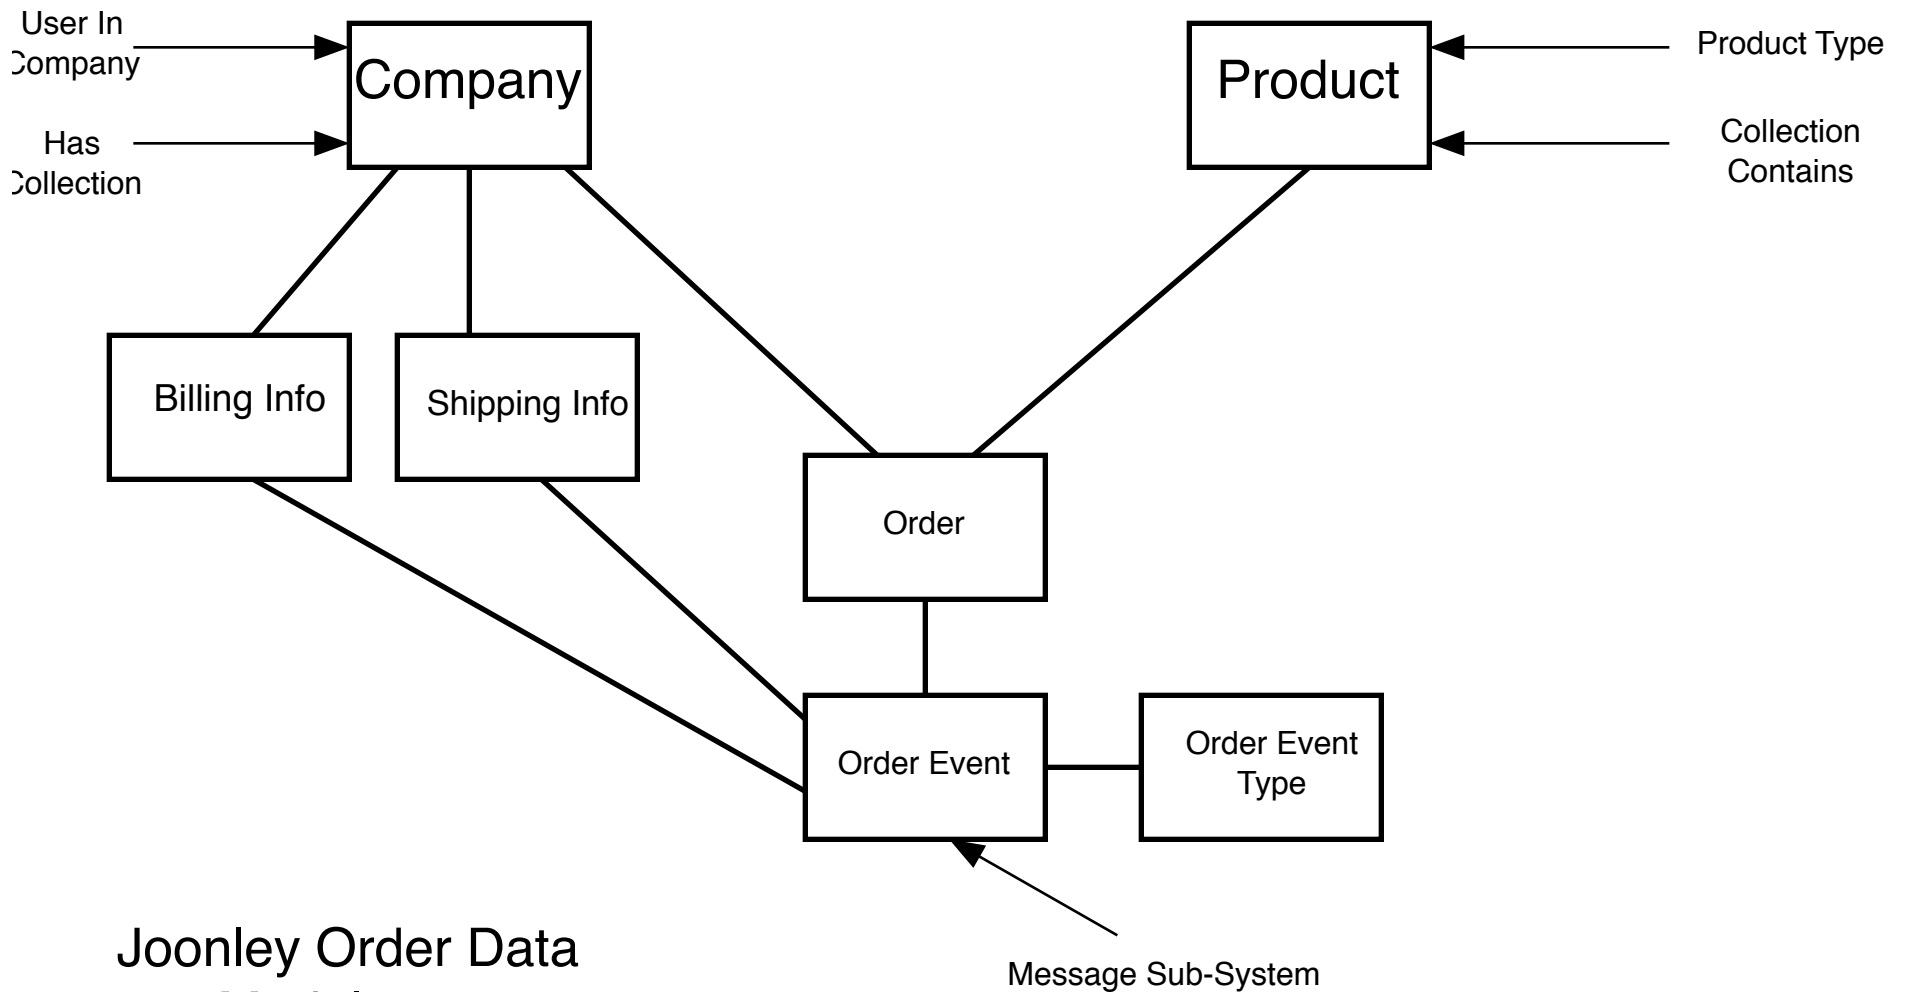 User In
Company
Has
Collection
Company
Product
Product Type
Collection
Contains
Billing Info
Shipping Info
Order
Order Event
Order Event
Type
Message Sub-System
Joonley Order Data